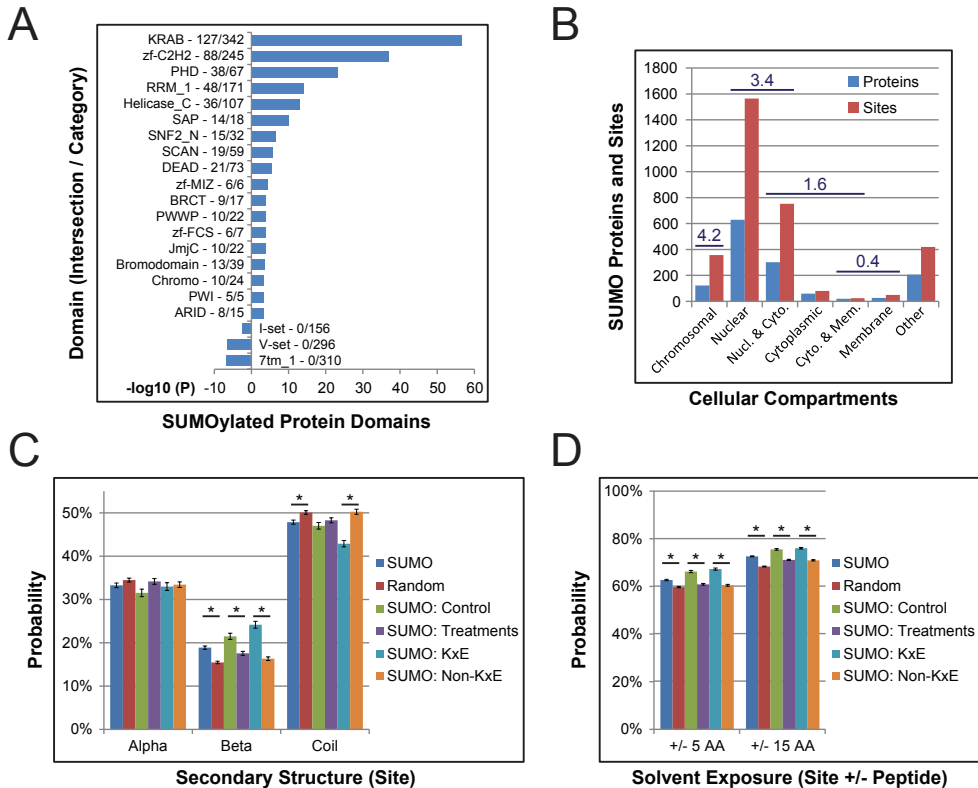 A
KRAB - 127/342
zf-C2H2 - 88/245
PHD - 38/67
RRM_1 - 48/171
Helicase_C - 36/107
SAP - 14/18
SNF2_N - 15/32
SCAN - 19/59
DEAD - 21/73
zf-MIZ - 6/6
BRCT - 9/17
PWWP - 10/22
zf-FCS - 6/7
JmjC - 10/22
Bromodomain - 13/39
Chromo - 10/24
PWI - 5/5
ARID - 8/15
I-set - 0/156
V-set - 0/296
7tm_1 - 0/310
-log10 (P)
-10 0 10 20 30 40 50 60
Domain (Intersection / Category)
SUMOylated Protein Domains
B
1800
1600
1400
1200
1000
800
600
400
200
0
SUMO Proteins and Sites
3.4
1.6
4.2
0.4
Proteins
Sites
Chromosomal
Nuclear
Nucl. & Cyto.
Cytoplasmic
Cyto. & Mem.
Membrane
Other
Cellular Compartments
C
50%
40%
30%
20%
10%
0%
Probability
* * *
* *
Alpha Beta Coil
SUMO
Random
SUMO: Control
SUMO: Treatments
SUMO: KxE
SUMO: Non-KxE
Secondary Structure (Site)
D
100%
80%
60%
40%
20%
0%
Probability
* * *
* * *
+/- 5 AA +/- 15 AA
SUMO
Random
SUMO: Control
SUMO: Treatments
SUMO: KxE
SUMO: Non-KxE
Solvent Exposure (Site +/- Peptide)